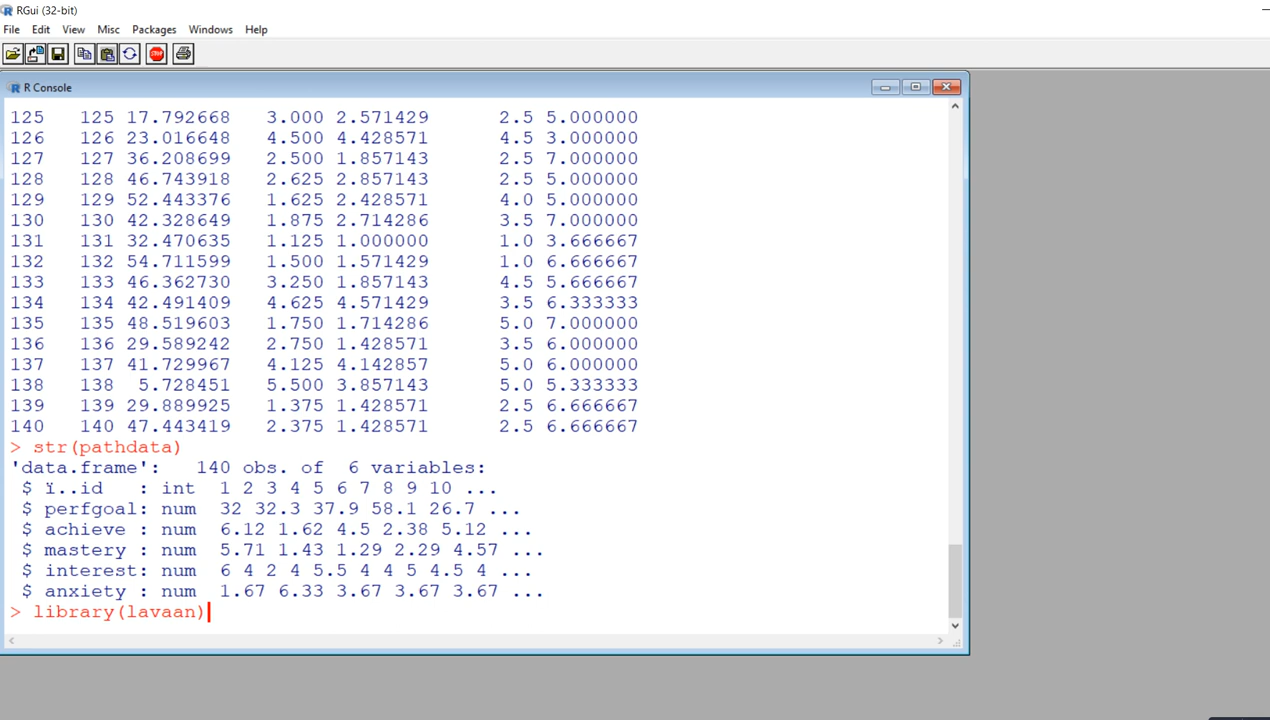 RGui (32-bit)
File Edit View Misc Packages Windows Help
STOP
R Console
125 125 17.792668 3.000 2.571429 2.5 5.000000
126 126 23.016648 4.500 4.428571 4.5 3.000000
127 127 36.208699 2.500 1.857143 2.5 7.000000
128 128 46.743918 2.625 2.857143 2.5 5.000000
129 129 52.443376 1.625 2.428571 4.0 5.000000
130 130 42.328649 1.875 2.714286 3.5 7.000000
131 131 32.470635 1.125 1.000000 1.0 3.666667
132 132 54.711599 1.500 1.571429 1.0 6.666667
133 133 46.362730 3.250 1.857143 4.5 5.666667
134 134 42.491409 4.625 4.571429 3.5 6.333333
135 135 48.519603 1.750 1.714286 5.0 7.000000
136 136 29.589242 2.750 1.428571 3.5 6.000000
137 137 41.729967 4.125 4.142857 5.0 6.000000
138 138 5.728451 5.500 3.857143 5.0 5.333333
139 139 29.889925 1.375 1.428571 2.5 6.666667
140 140 47.443419 2.375 1.428571 2.5 6.666667
> str(pathdata)
'data.frame': 140 obs. of 6 variables:
$ ï..id : int 1 2 3 4 5 6 7 8 9 10 ...
$ perfgoal: num 32 32.3 37.9 58.1 26.7 ...
$ achieve : num 6.12 1.62 4.5 2.38 5.12 ...
$ mastery : num 5.71 1.43 1.29 2.29 4.57 ...
$ interest: num 6 4 2 4 5.5 4 4 5 4.5 4 ...
$ anxiety : num 1.67 6.33 3.67 3.67 3.67 ...
> library(lavaan)